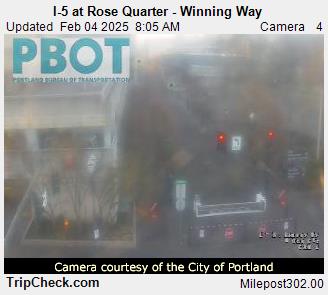 I-5 at Rose Quarter - Winning Way
Updated Feb 04 2025 8:05 AM Camera 4
PBOT
PORTLAND BUREAU OF TRANSPORTATION
Camera courtesy of the City of Portland
TripCheck.com Milepost302.00